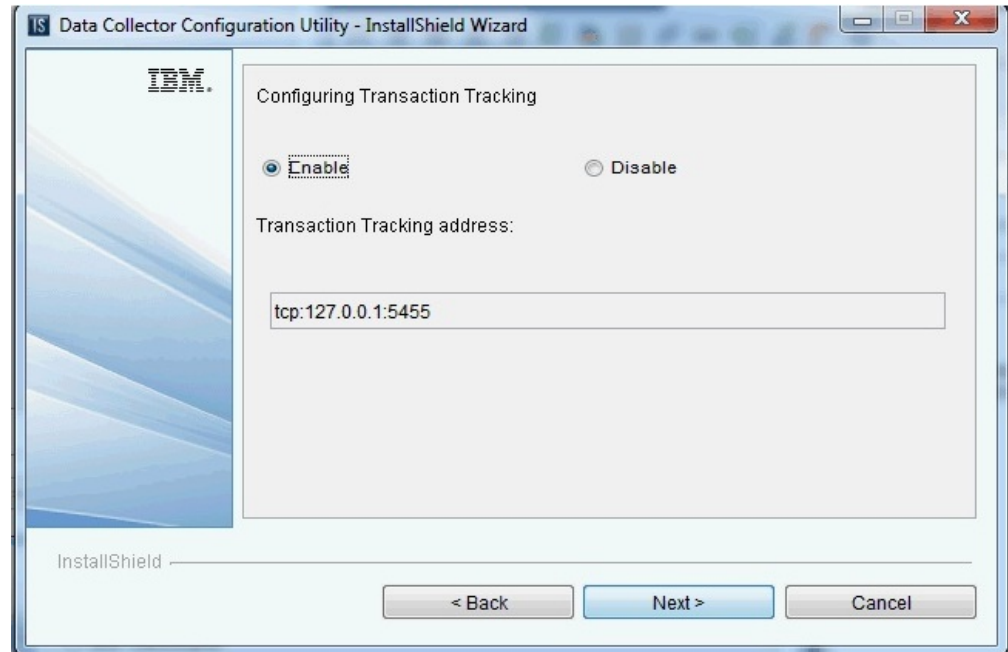 IS Data Collector Configuration Utility - InstallShield Wizard
IBM.
Configuring Transaction Tracking
Enable
Disable
Transaction Tracking address:
tcp:127.0.0.1:5455
InstallShield
< Back
Next >
Cancel